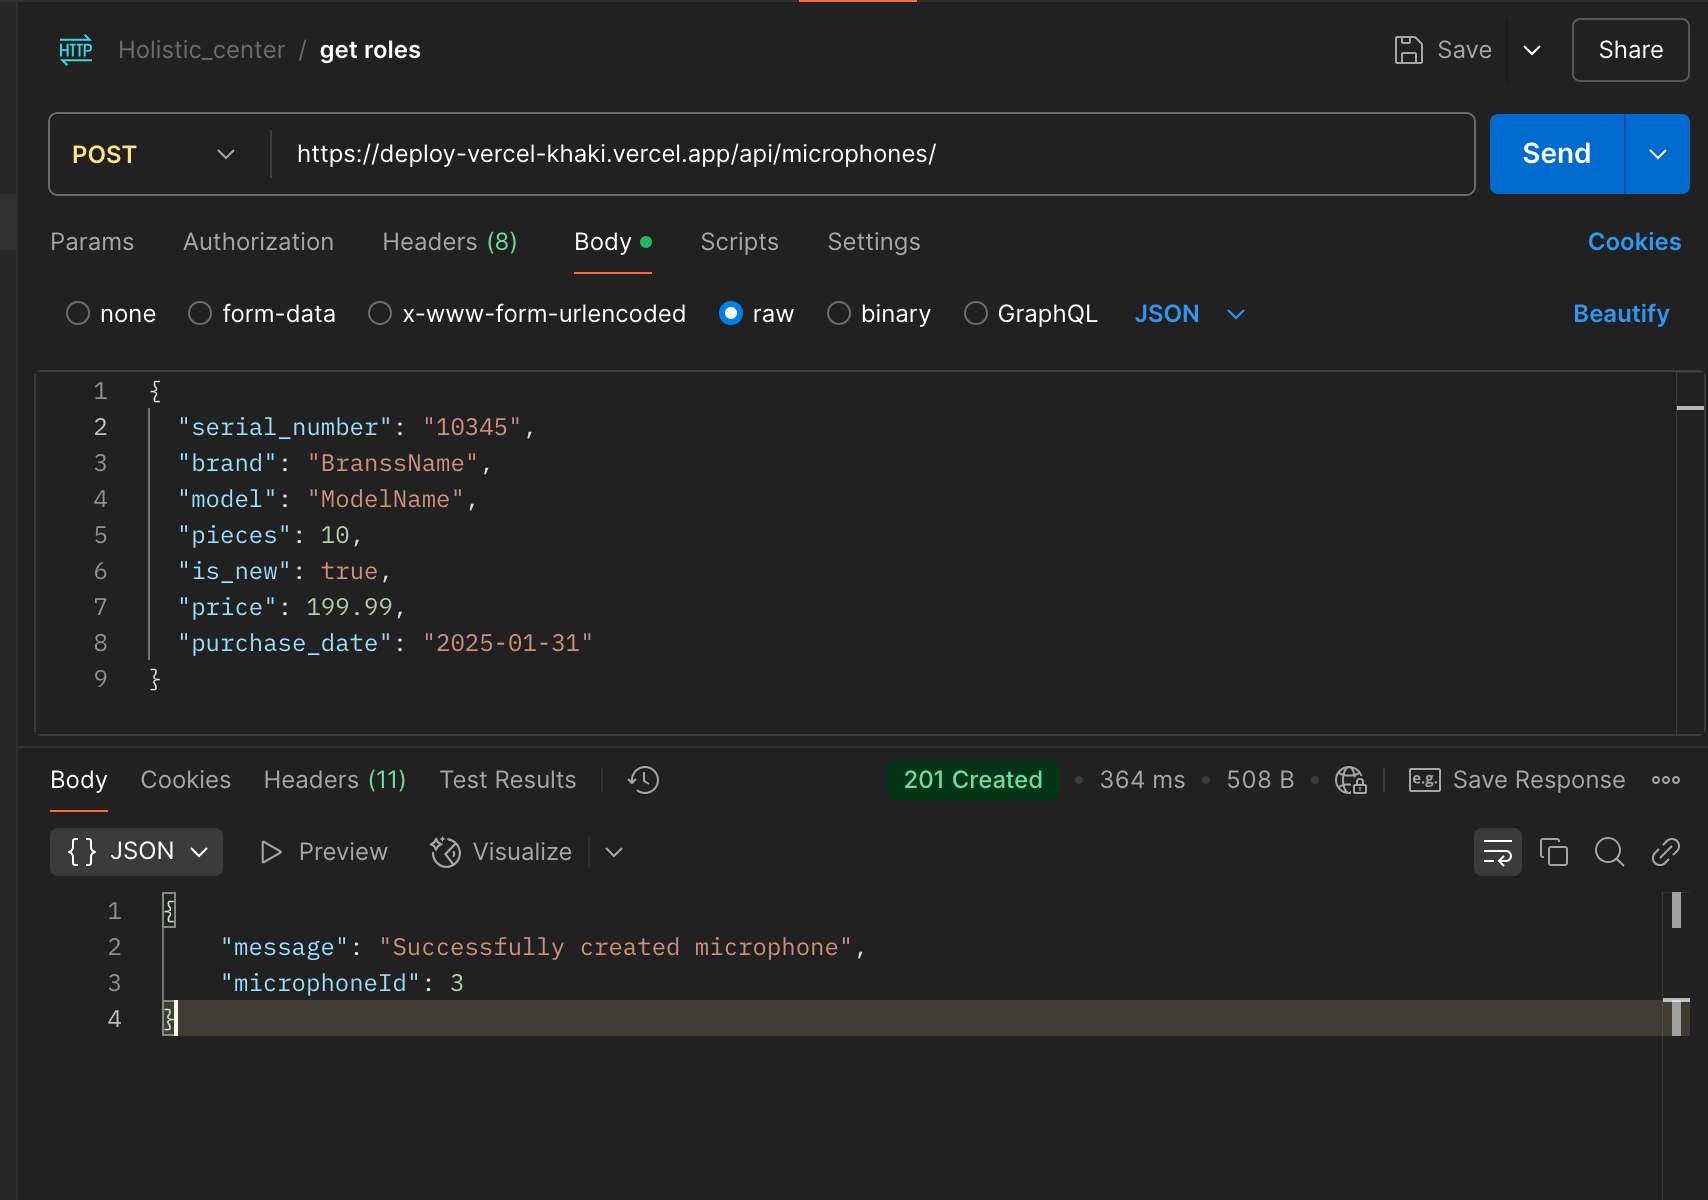 HTTP Holistic_center / get roles Save Share
POST https://deploy-vercel-khaki.vercel.app/api/microphones/ Send
Params Authorization Headers (8) Body Scripts Settings Cookies
none form-data x-www-form-urlencoded raw binary GraphQL JSON Beautify
1 {
2 "serial_number": "10345",
3 "brand": "BranssName",
4 "model": "ModelName",
5 "pieces": 10,
6 "is_new": true,
7 "price": 199.99,
8 "purchase_date": "2025-01-31"
9 }
Body Cookies Headers (11) Test Results 201 Created • 364 ms • 508 B • e.g. Save Response
{} JSON Preview Visualize
1 {
2 "message": "Successfully created microphone",
3 "microphoneId": 3
4 }